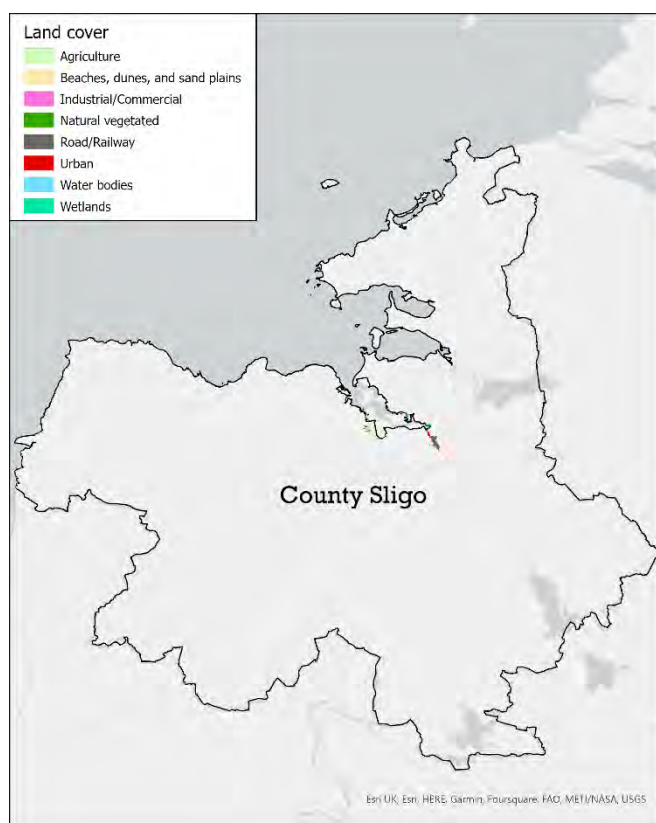 Land cover
Agriculture
Beaches, dunes, and sand plains
Industrial/Commercial
Natural vegetated
Road/Railway
Urban
Water bodies
Wetlands
County Sligo
Esri UK, Esri, HERE, Garmin, Foursquare, FAO, METI/NASA, USGS